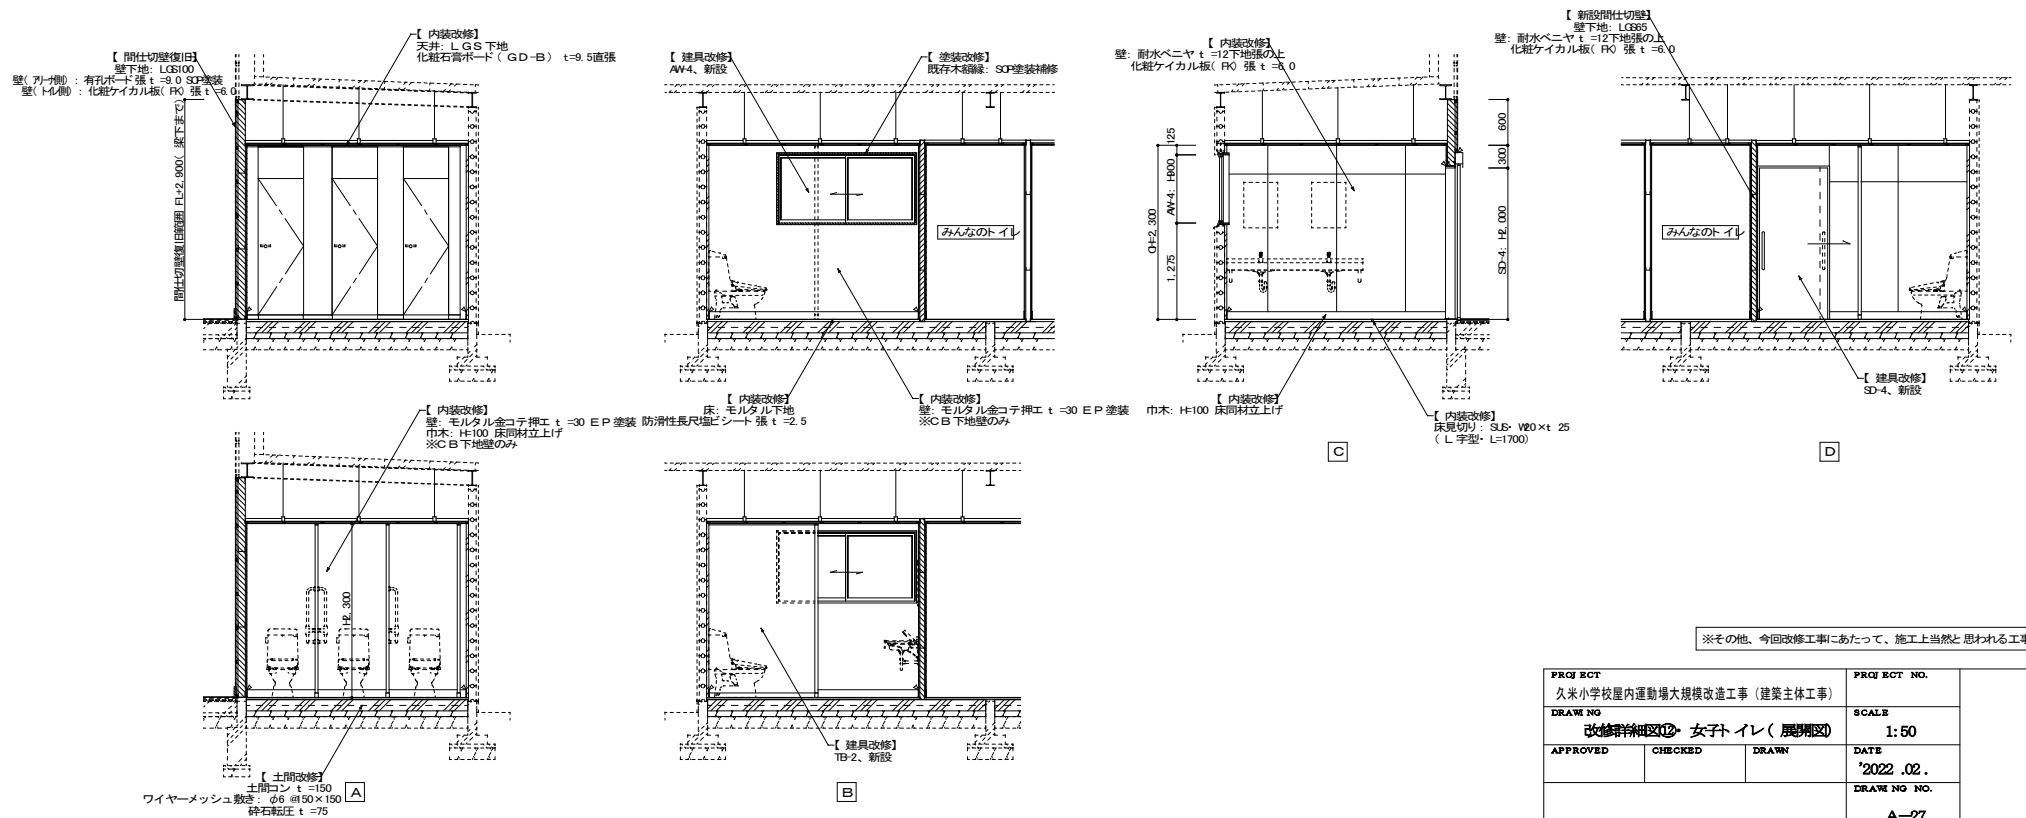 【 間仕切壁復旧】
壁下地: LGS100
壁( アリーナ側) : 有孔ボード張 t =9.0 SOP塗装
壁( トイレ側) : 化粧ケイカル板( FK) 張 t =6.0
間仕切壁復旧範囲 FL+2,900( 梁下まで)
【 内装改修】
天井: ＬＧＳ 下地
化粧石膏ボード（ ＧＤ－Ｂ） t=9.5直張
【 建具改修】
AW-4、新設
【 塗装改修】
既存木額縁: SOP塗装補修
みんなのトイレ
【 内装改修】
壁: 耐水ベニヤ t =12下地張の上
化粧ケイカル板( FK) 張 t =6.0
125
AW-4: H900
CH=2,300
1,275
600
300
SD-4: H2,000
【 新設間仕切壁】
壁下地: LGS65
壁: 耐水ベニヤ t =12下地張の上
化粧ケイカル板( FK) 張 t =6.0
みんなのトイレ
【 建具改修】
SD-4、新設
【 内装改修】
壁: モルタル金コテ押エ t =30 ＥＰ塗装
巾木: H=100 床同材立上げ
※ＣＢ下地壁のみ
【 内装改修】
床: モルタル下地
防滑性長尺塩ビシート張 t =2.5
【 内装改修】
壁: モルタル金コテ押エ t =30 ＥＰ塗装
※ＣＢ下地壁のみ
【 内装改修】
巾木: H=100 床同材立上げ
【 内装改修】
床見切り: SUS・ W20×t 25
（ Ｌ字型・ L=1700）
C
D
H2,300
【 土間改修】
土間コン t =150
ワイヤーメッシュ敷き: φ6 @150×150
砕石転圧 t =75
A
【 建具改修】
TB-2、新設
B
※その他、今回改修工事にあたって、施工上当然と思われる工事
PROJECT
久米小学校屋内運動場大規模改造工事（建築主体工事）
PROJECT NO.
DRAWING
改修詳細図⑫・ 女子トイレ( 展開図)
SCALE
1:50
APPROVED
CHECKED
DRAWN
DATE
'2022 .02 .
DRAWING NO.
A—27